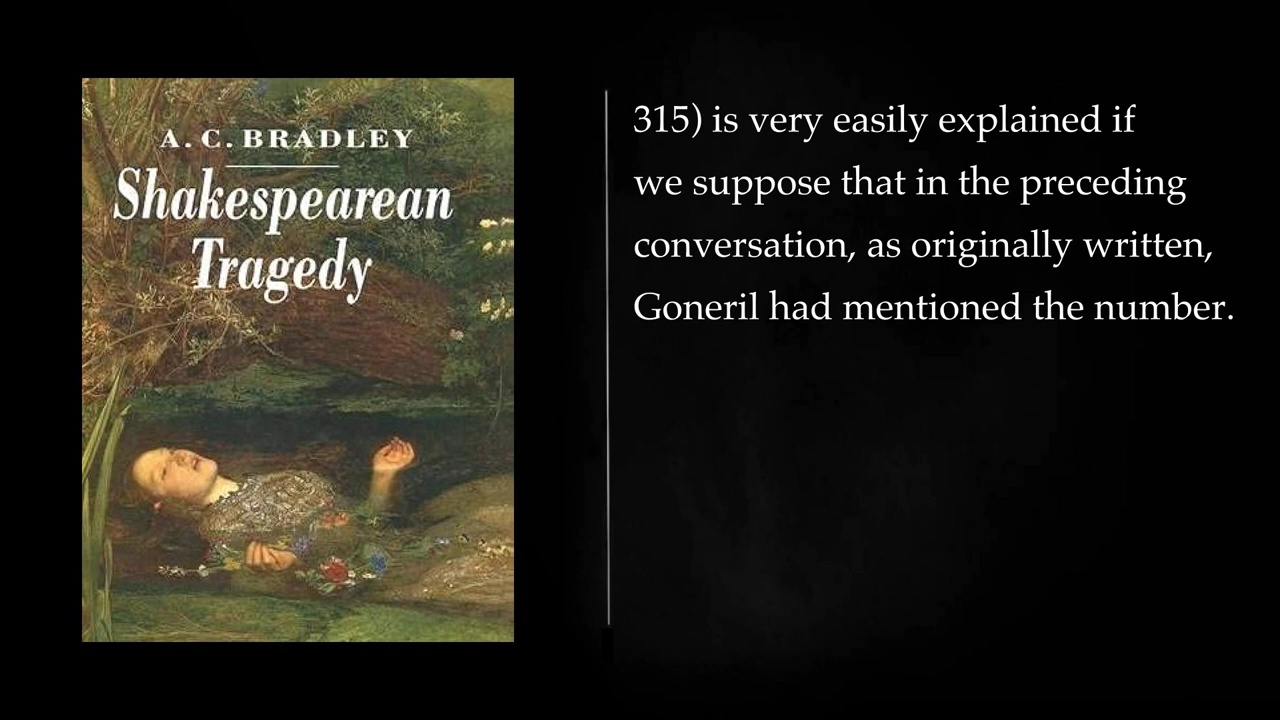 A. C. BRADLEY
Shakespearean
Tragedy
315) is very easily explained if
we suppose that in the preceding
conversation, as originally written,
Goneril had mentioned the number.